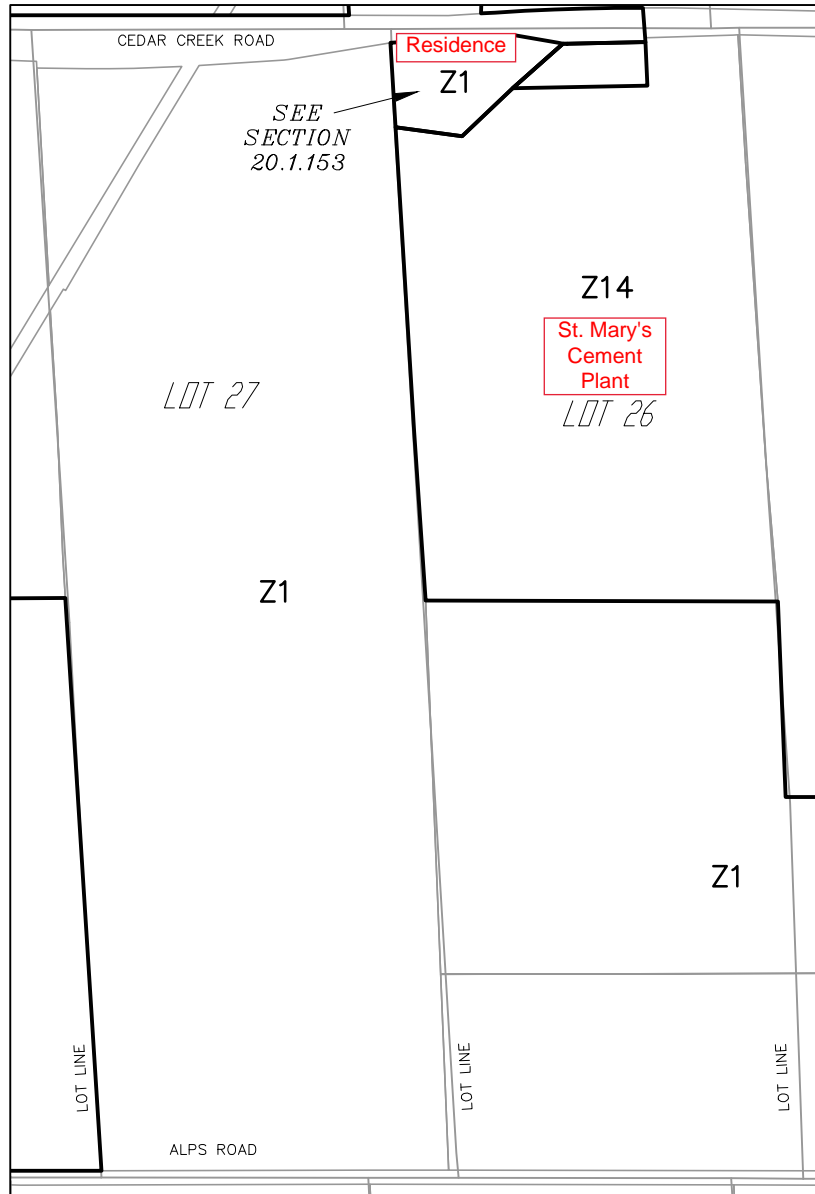 CEDAR CREEK ROAD
Residence
Z1
SEE
SECTION
20.1.153
Z14
St. Mary's
Cement
Plant
LOT 27
LOT 26
Z1
Z1
LOT LINE
LOT LINE
LOT LINE
ALPS ROAD